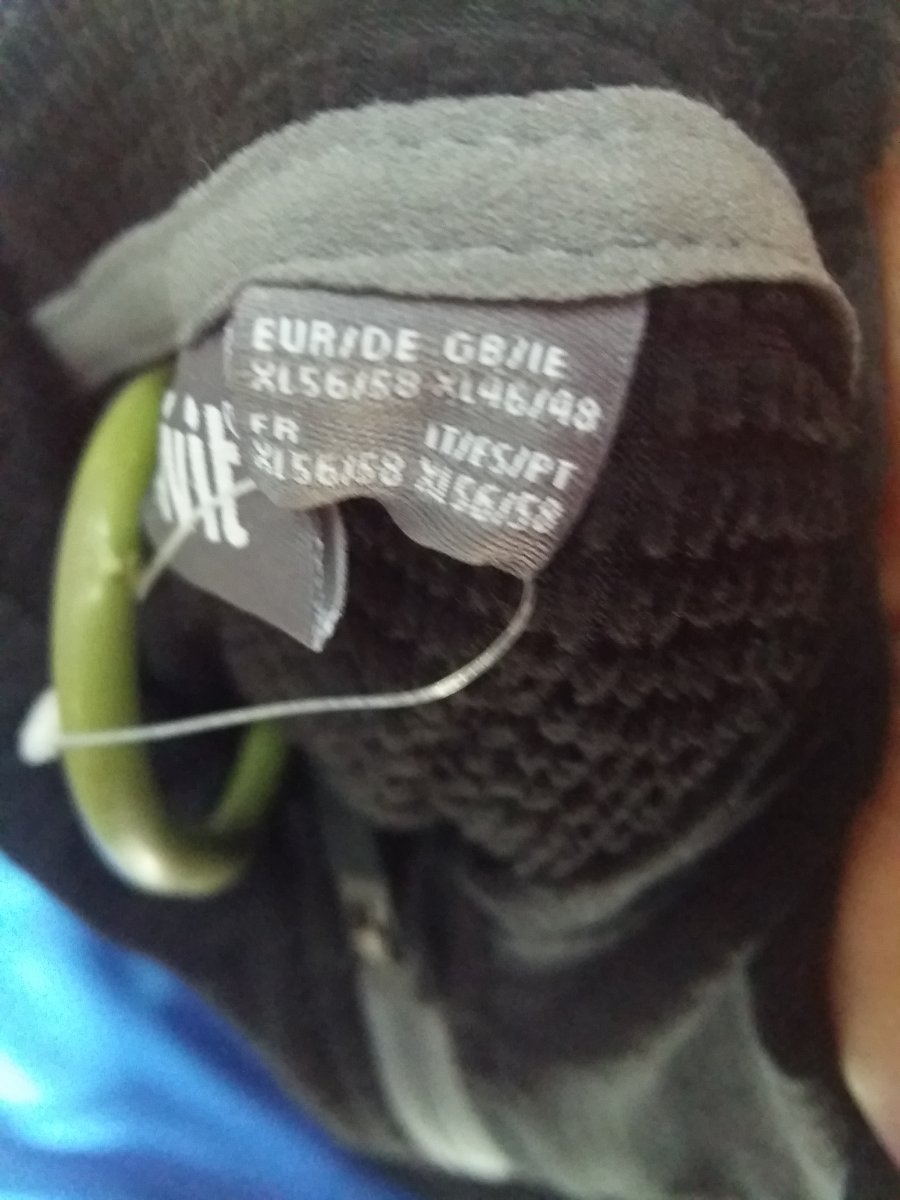 EUR/DE GB/IE
XL56/58 XL46/48
FR IT/ES/PT
XL56/58 XL56/58